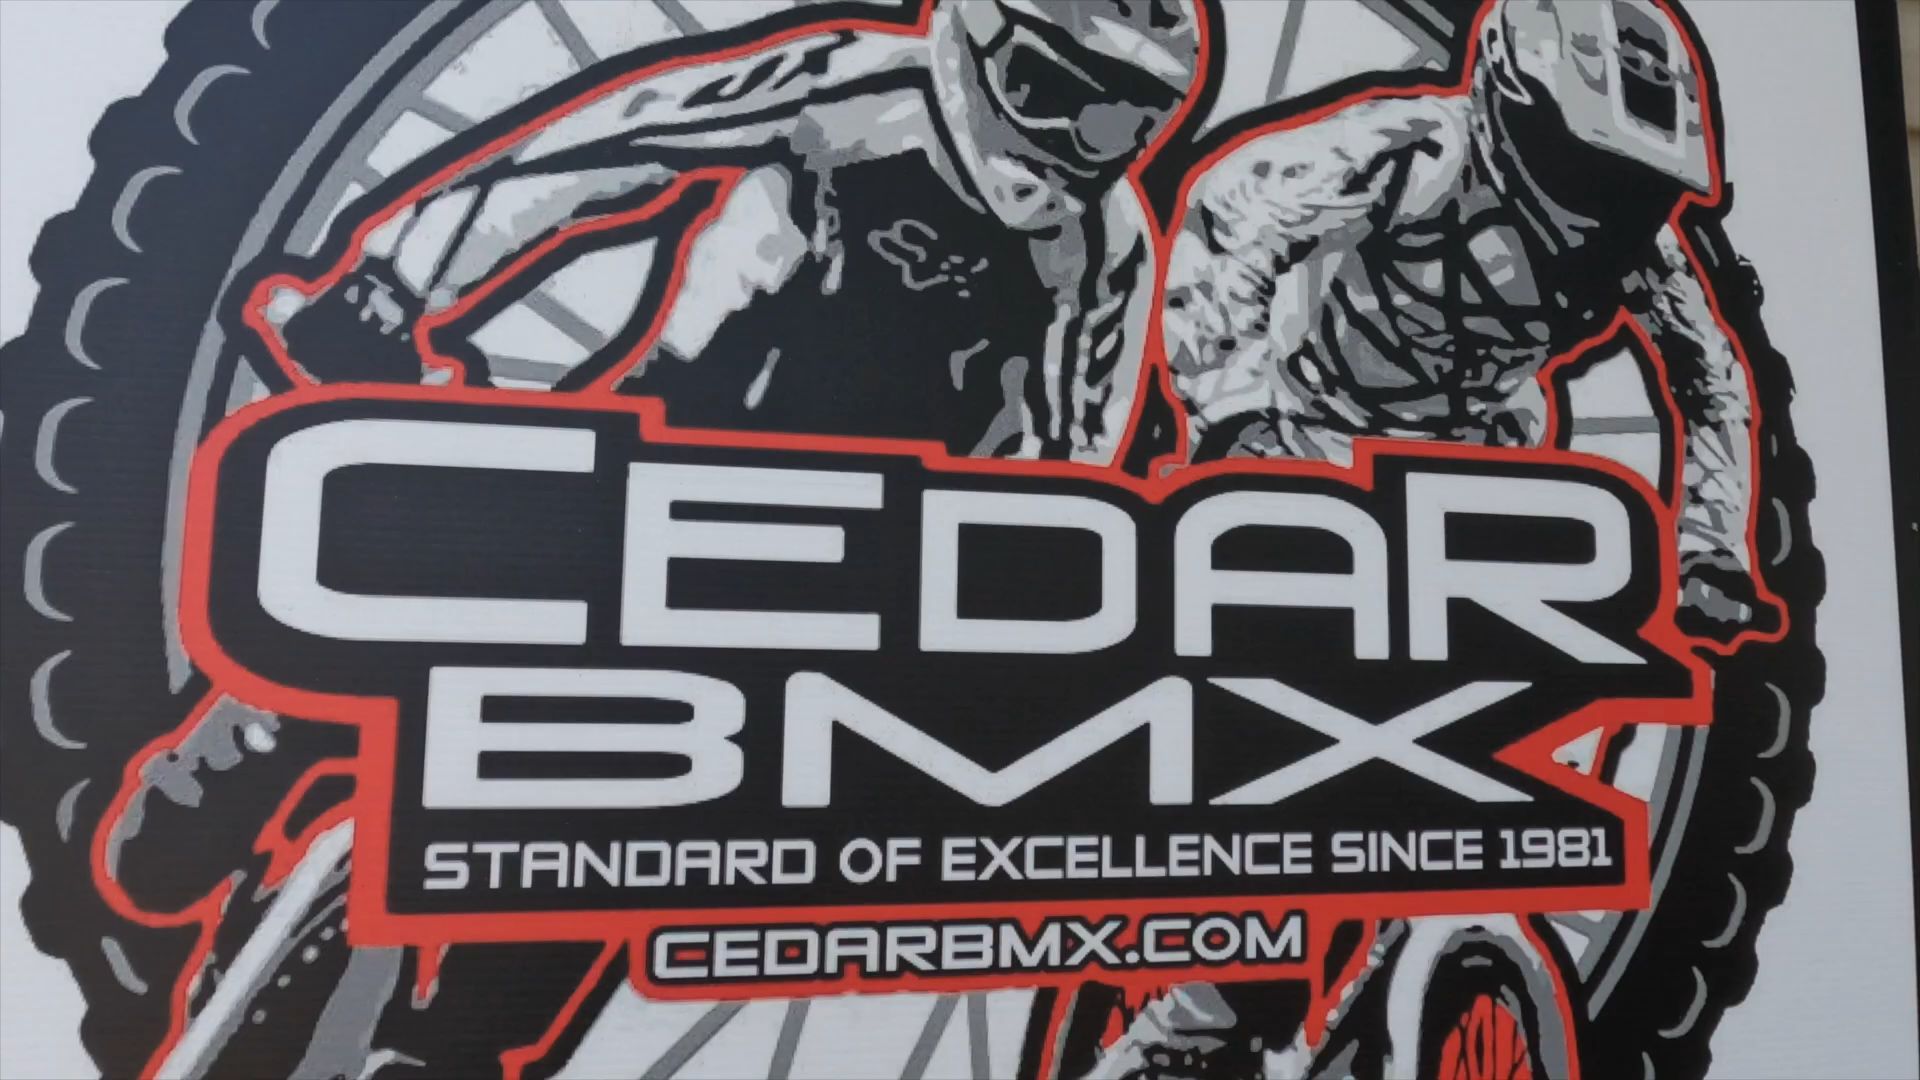 CEDAR
BMX
STANDARD OF EXCELLENCE SINCE 1981
CEDARBMX.COM